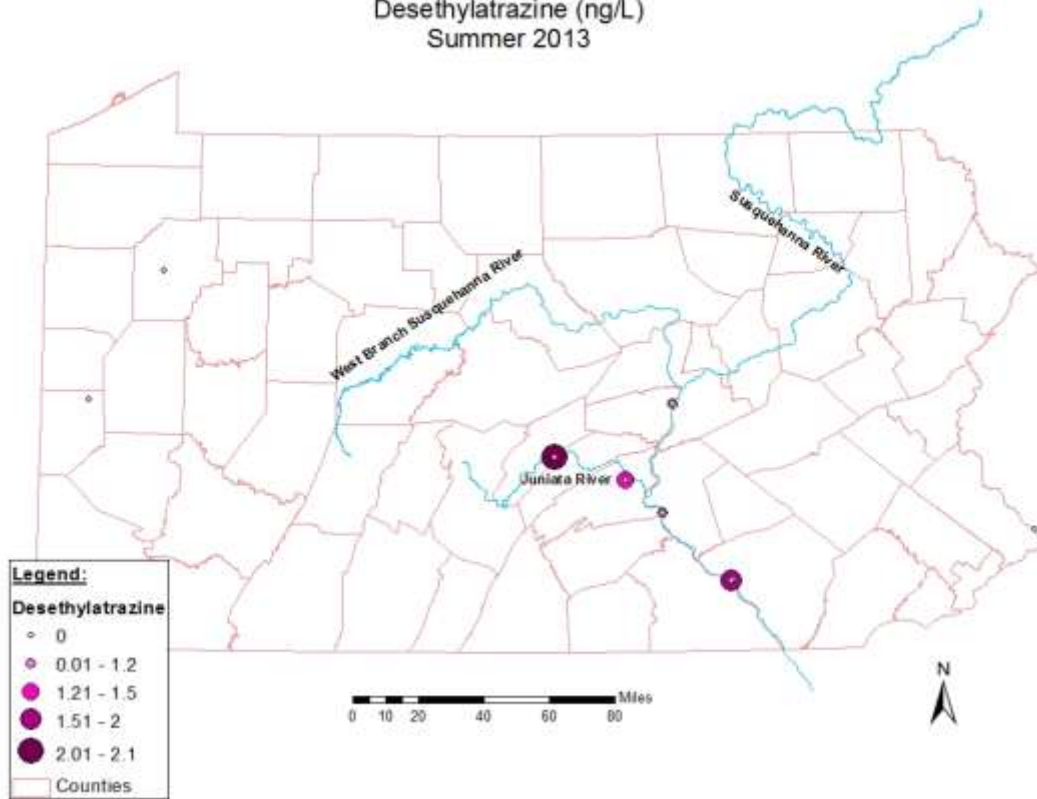 Desethylatrazine (ng/L)
Summer 2013
Susquehanna River
West Branch Susquehanna River
Juniata River
Legend:
Desethylatrazine
0
0.01 - 1.2
1.21 - 1.5
1.51 - 2
2.01 - 2.1
Counties
Miles
0 10 20 40 60 80
N